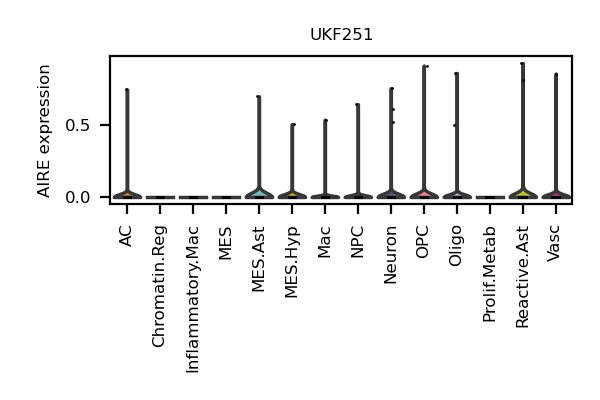 UKF251
AIRE expression
0.5
0.0
AC
Chromatin.Reg
Inflammatory.Mac
MES
MES.Ast
MES.Hyp
Mac
NPC
Neuron
OPC
Oligo
Prolif.Metab
Reactive.Ast
Vasc